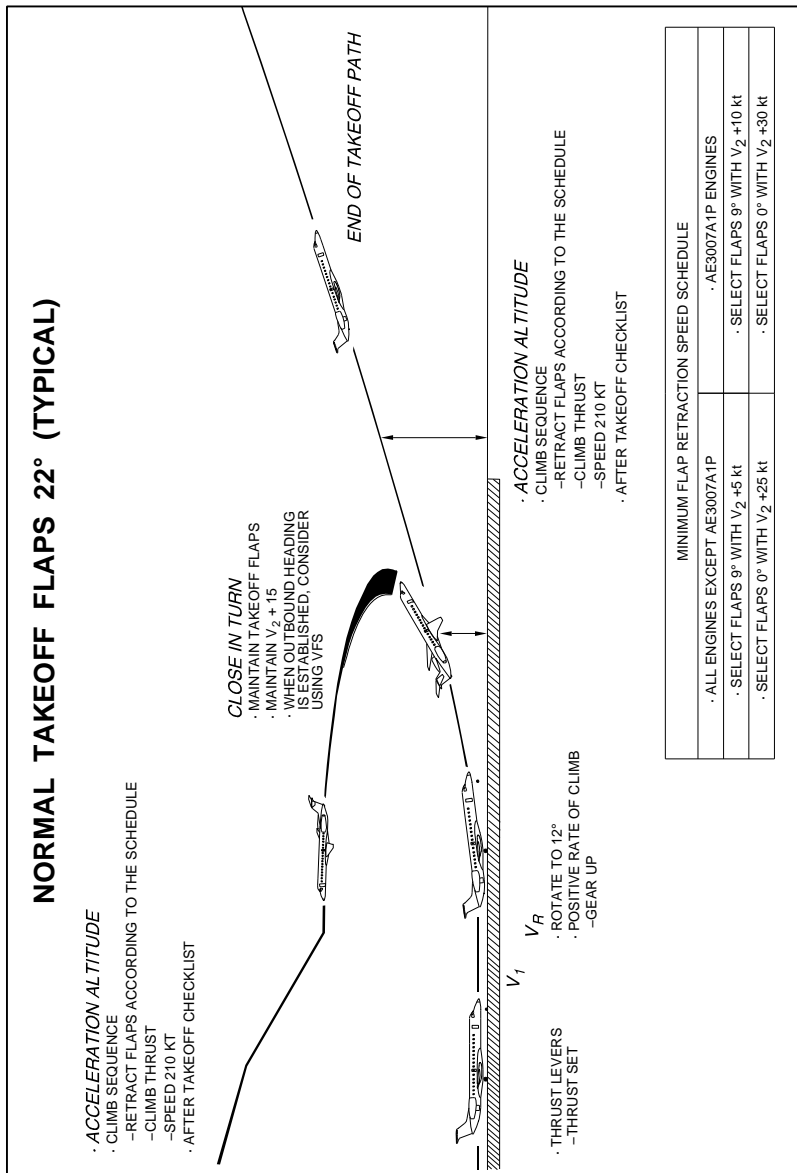 NORMAL TAKEOFF FLAPS 22° (TYPICAL)
· ACCELERATION ALTITUDE
· CLIMB SEQUENCE
–RETRACT FLAPS ACCORDING TO THE SCHEDULE
–CLIMB THRUST
–SPEED 210 KT
· AFTER TAKEOFF CHECKLIST
CLOSE IN TURN
· MAINTAIN TAKEOFF FLAPS
· MAINTAIN V2 + 15
· WHEN OUTBOUND HEADING
IS ESTABLISHED, CONSIDER
USING VFS
END OF TAKEOFF PATH
· THRUST LEVERS
–THRUST SET
V1
VR
· ROTATE TO 12°
· POSITIVE RATE OF CLIMB
–GEAR UP
· ACCELERATION ALTITUDE
· CLIMB SEQUENCE
–RETRACT FLAPS ACCORDING TO THE SCHEDULE
–CLIMB THRUST
–SPEED 210 KT
· AFTER TAKEOFF CHECKLIST
MINIMUM FLAP RETRACTION SPEED SCHEDULE
· ALL ENGINES EXCEPT AE3007A1P
· AE3007A1P ENGINES
· SELECT FLAPS 9° WITH V2 +5 kt
· SELECT FLAPS 9° WITH V2 +10 kt
· SELECT FLAPS 0° WITH V2 +25 kt
· SELECT FLAPS 0° WITH V2 +30 kt